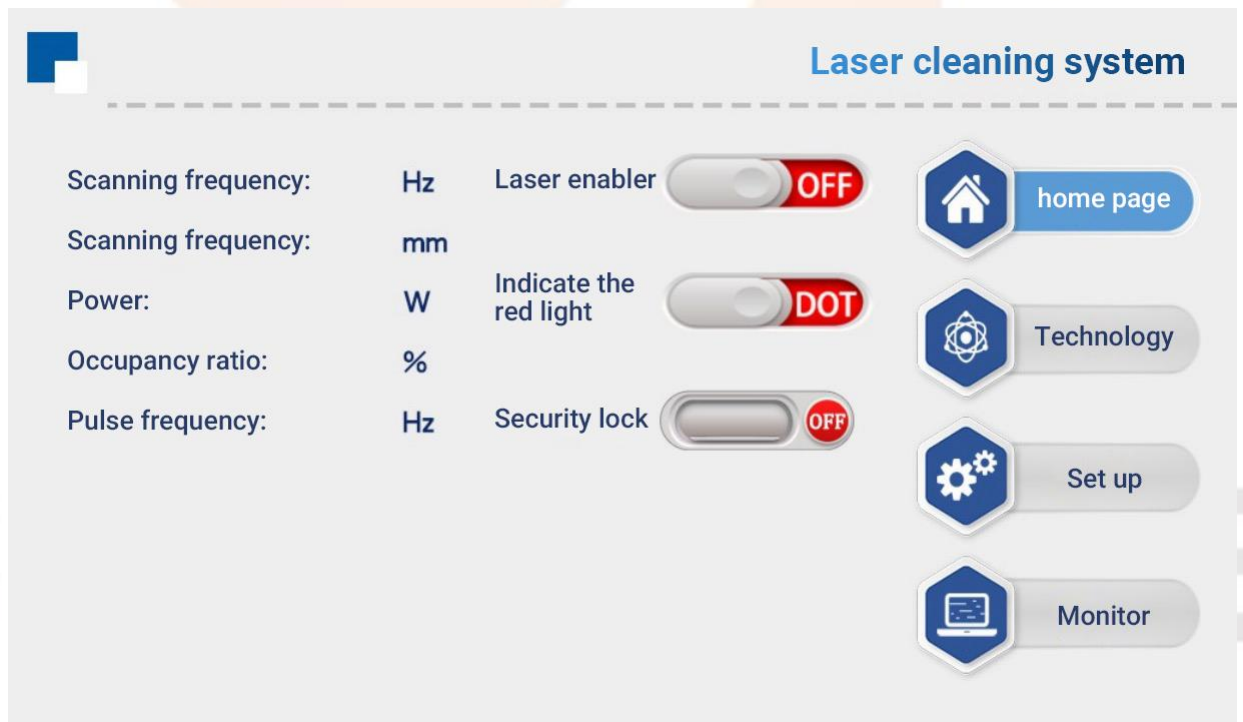 Laser cleaning system
Scanning frequency: Hz
Scanning frequency: mm
Power: W
Occupancy ratio: %
Pulse frequency: Hz
Laser enabler OFF
Indicate the
red light DOT
Security lock OFF
home page
Technology
Set up
Monitor